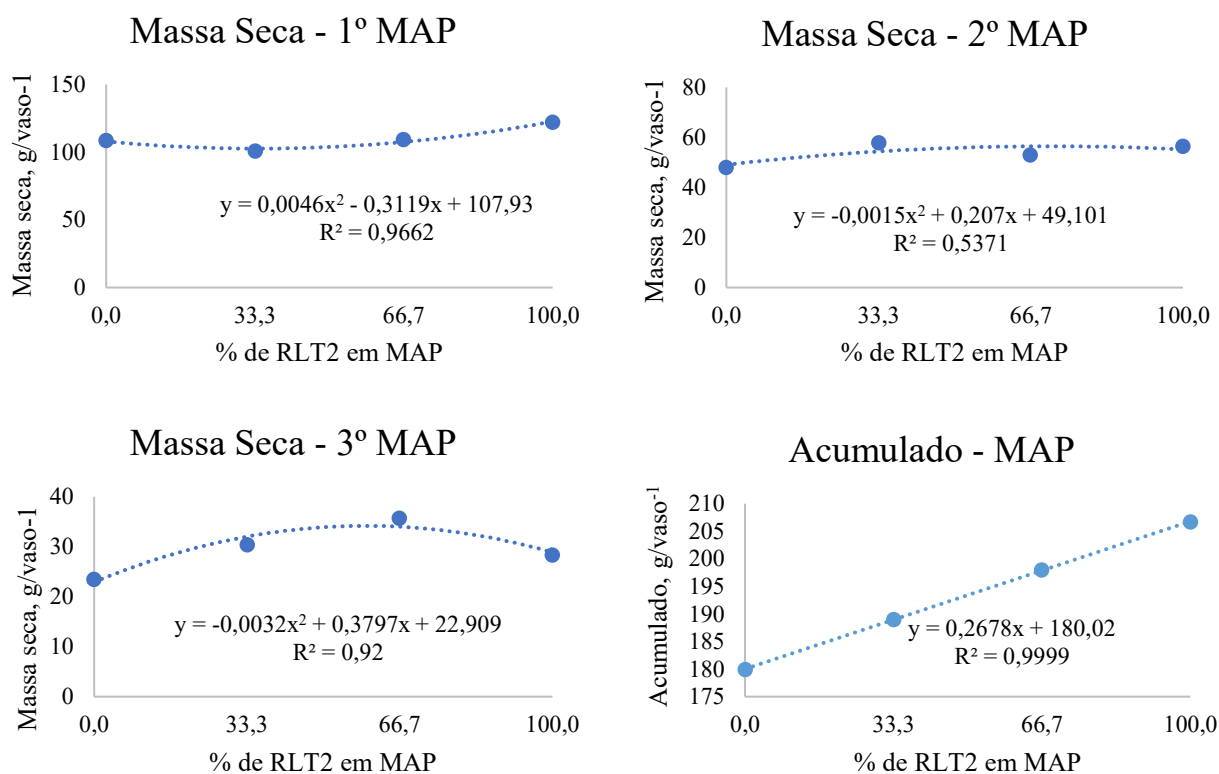 Massa Seca - 1º MAP
Massa seca, g/vaso-1
150
100
50
0
y = 0,0046x² - 0,3119x + 107,93
R² = 0,9662
0,0 33,3 66,7 100,0
% de RLT2 em MAP
Massa Seca - 2º MAP
Massa seca, g/vaso-1
80
60
40
20
0
y = -0,0015x² + 0,207x + 49,101
R² = 0,5371
0,0 33,3 66,7 100,0
% de RLT2 em MAP
Massa Seca - 3º MAP
Massa seca, g/vaso-1
40
30
20
10
0
y = -0,0032x² + 0,3797x + 22,909
R² = 0,92
0,0 33,3 66,7 100,0
% de RLT2 em MAP
Acumulado - MAP
Acumulado, g/vaso⁻¹
210
205
200
195
190
185
180
175
y = 0,2678x + 180,02
R² = 0,9999
0,0 33,3 66,7 100,0
% de RLT2 em MAP